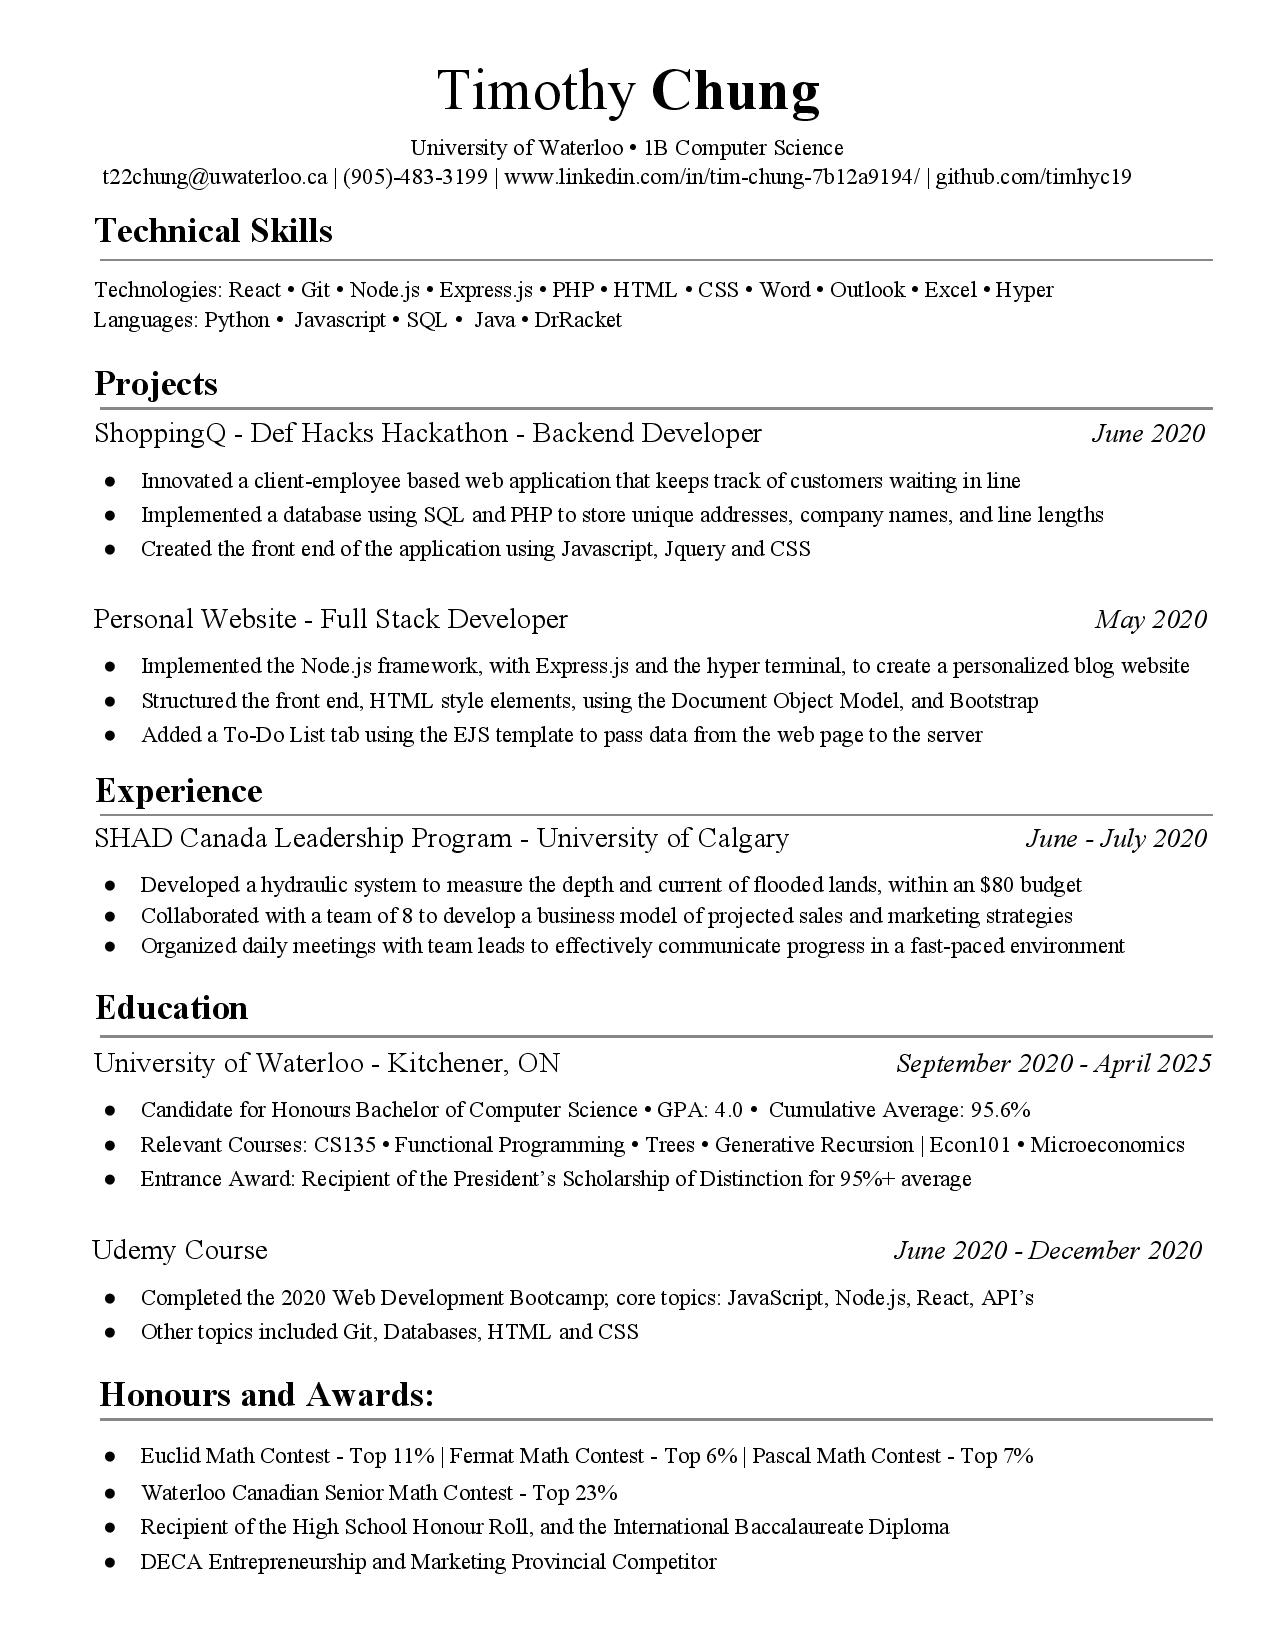 Timothy Chung
University of Waterloo • 1B Computer Science
t22chung@uwaterloo.ca | (905)-483-3199 | www.linkedin.com/in/tim-chung-7b12a9194/ | github.com/timhyc19
Technical Skills
Technologies: React • Git • Node.js • Express.js • PHP • HTML • CSS • Word • Outlook • Excel • Hyper
Languages: Python • Javascript • SQL • Java • DrRacket
Projects
ShoppingQ - Def Hacks Hackathon - Backend Developer June 2020
● Innovated a client-employee based web application that keeps track of customers waiting in line
● Implemented a database using SQL and PHP to store unique addresses, company names, and line lengths
● Created the front end of the application using Javascript, Jquery and CSS
Personal Website - Full Stack Developer May 2020
● Implemented the Node.js framework, with Express.js and the hyper terminal, to create a personalized blog website
● Structured the front end, HTML style elements, using the Document Object Model, and Bootstrap
● Added a To-Do List tab using the EJS template to pass data from the web page to the server
Experience
SHAD Canada Leadership Program - University of Calgary June - July 2020
● Developed a hydraulic system to measure the depth and current of flooded lands, within an $80 budget
● Collaborated with a team of 8 to develop a business model of projected sales and marketing strategies
● Organized daily meetings with team leads to effectively communicate progress in a fast-paced environment
Education
University of Waterloo - Kitchener, ON September 2020 - April 2025
● Candidate for Honours Bachelor of Computer Science • GPA: 4.0 • Cumulative Average: 95.6%
● Relevant Courses: CS135 • Functional Programming • Trees • Generative Recursion | Econ101 • Microeconomics
● Entrance Award: Recipient of the President’s Scholarship of Distinction for 95%+ average
Udemy Course June 2020 - December 2020
● Completed the 2020 Web Development Bootcamp; core topics: JavaScript, Node.js, React, API’s
● Other topics included Git, Databases, HTML and CSS
Honours and Awards:
● Euclid Math Contest - Top 11% | Fermat Math Contest - Top 6% | Pascal Math Contest - Top 7%
● Waterloo Canadian Senior Math Contest - Top 23%
● Recipient of the High School Honour Roll, and the International Baccalaureate Diploma
● DECA Entrepreneurship and Marketing Provincial Competitor